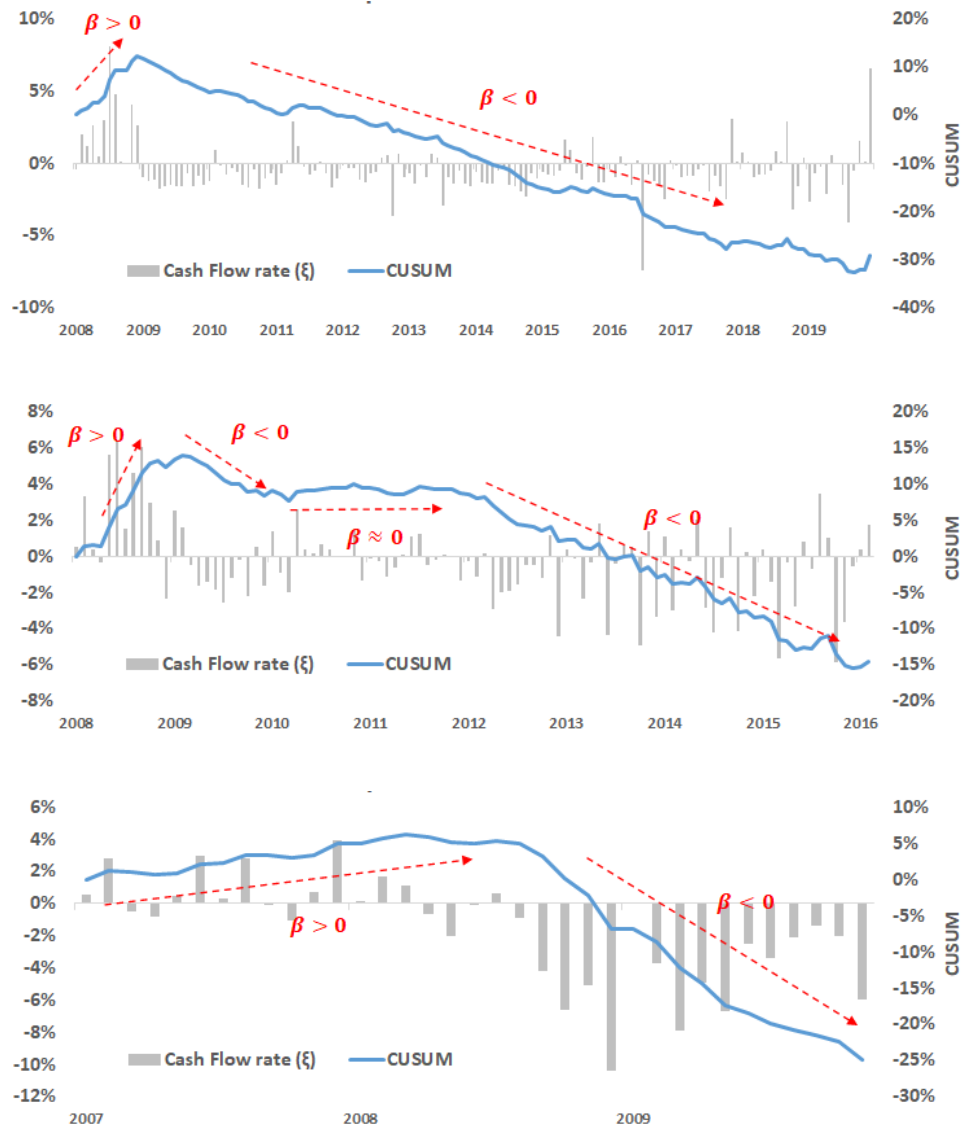 10%
5%
0%
-5%
-10%
β > 0
β < 0
20%
10%
0%
-10%
-20%
-30%
-40%
CUSUM
Cash Flow rate (ξ) CUSUM
2008 2009 2010 2011 2012 2013 2014 2015 2016 2017 2018 2019
8%
6%
4%
2%
0%
-2%
-4%
-6%
-8%
β > 0
β < 0
β ≈ 0
β < 0
20%
15%
10%
5%
0%
-5%
-10%
-15%
-20%
CUSUM
Cash Flow rate (ξ) CUSUM
2008 2009 2010 2011 2012 2013 2014 2015 2016
6%
4%
2%
0%
-2%
-4%
-6%
-8%
-10%
-12%
β > 0
β < 0
10%
5%
0%
-5%
-10%
-15%
-20%
-25%
-30%
CUSUM
Cash Flow rate (ξ) CUSUM
2007 2008 2009